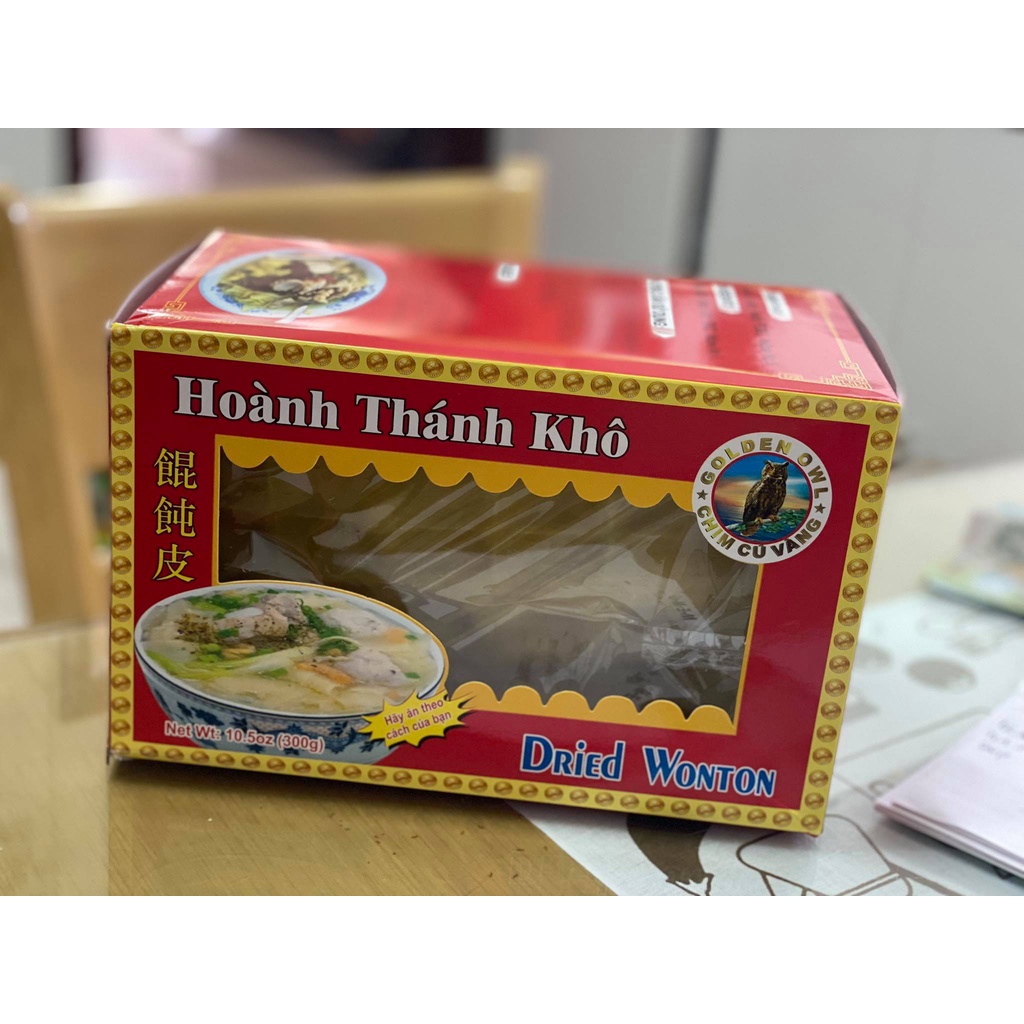 Hoành Thánh Khô
餛飩皮
GOLDEN OWL
CHIM CÚ VÀNG
Hãy ăn theo
cách của bạn
Net Wt: 10.5oz (300g)
DRIED WONTON